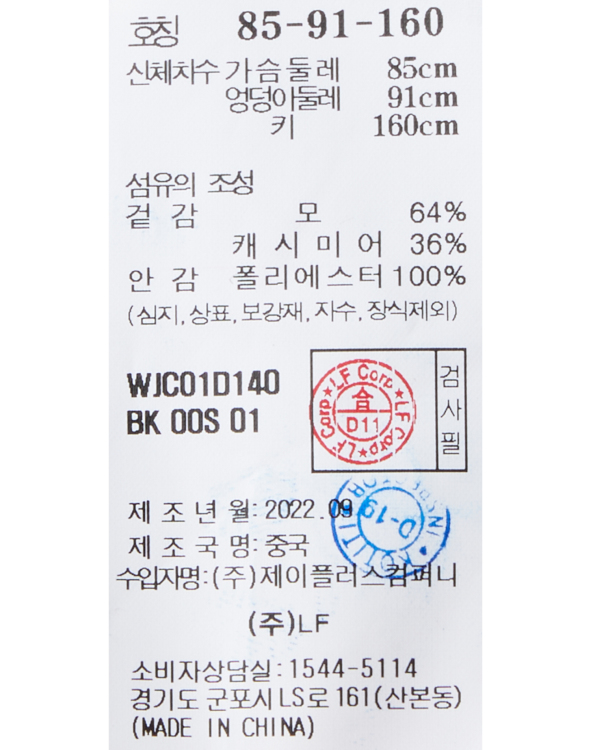 호칭 85-91-160
신체치수 가슴둘레 85cm
엉덩이둘레 91cm
키 160cm
섬유의 조성
겉 감 모 64%
캐 시 미 어 36%
안 감 폴리에스터 100%
(심지, 상표, 보강재, 자수, 장식제외)
WJC01D140
BK 00S 01
LF Corp★LF Corp★LF Corp★
合
D11
검사필
제 조 년 월: 2022.09
제 조 국 명: 중국
수입자명: (주)제이플러스컴퍼니
KOLITI
D-19
(주)LF
소비자상담실: 1544-5114
경기도 군포시 LS로 161(산본동)
(MADE IN CHINA)